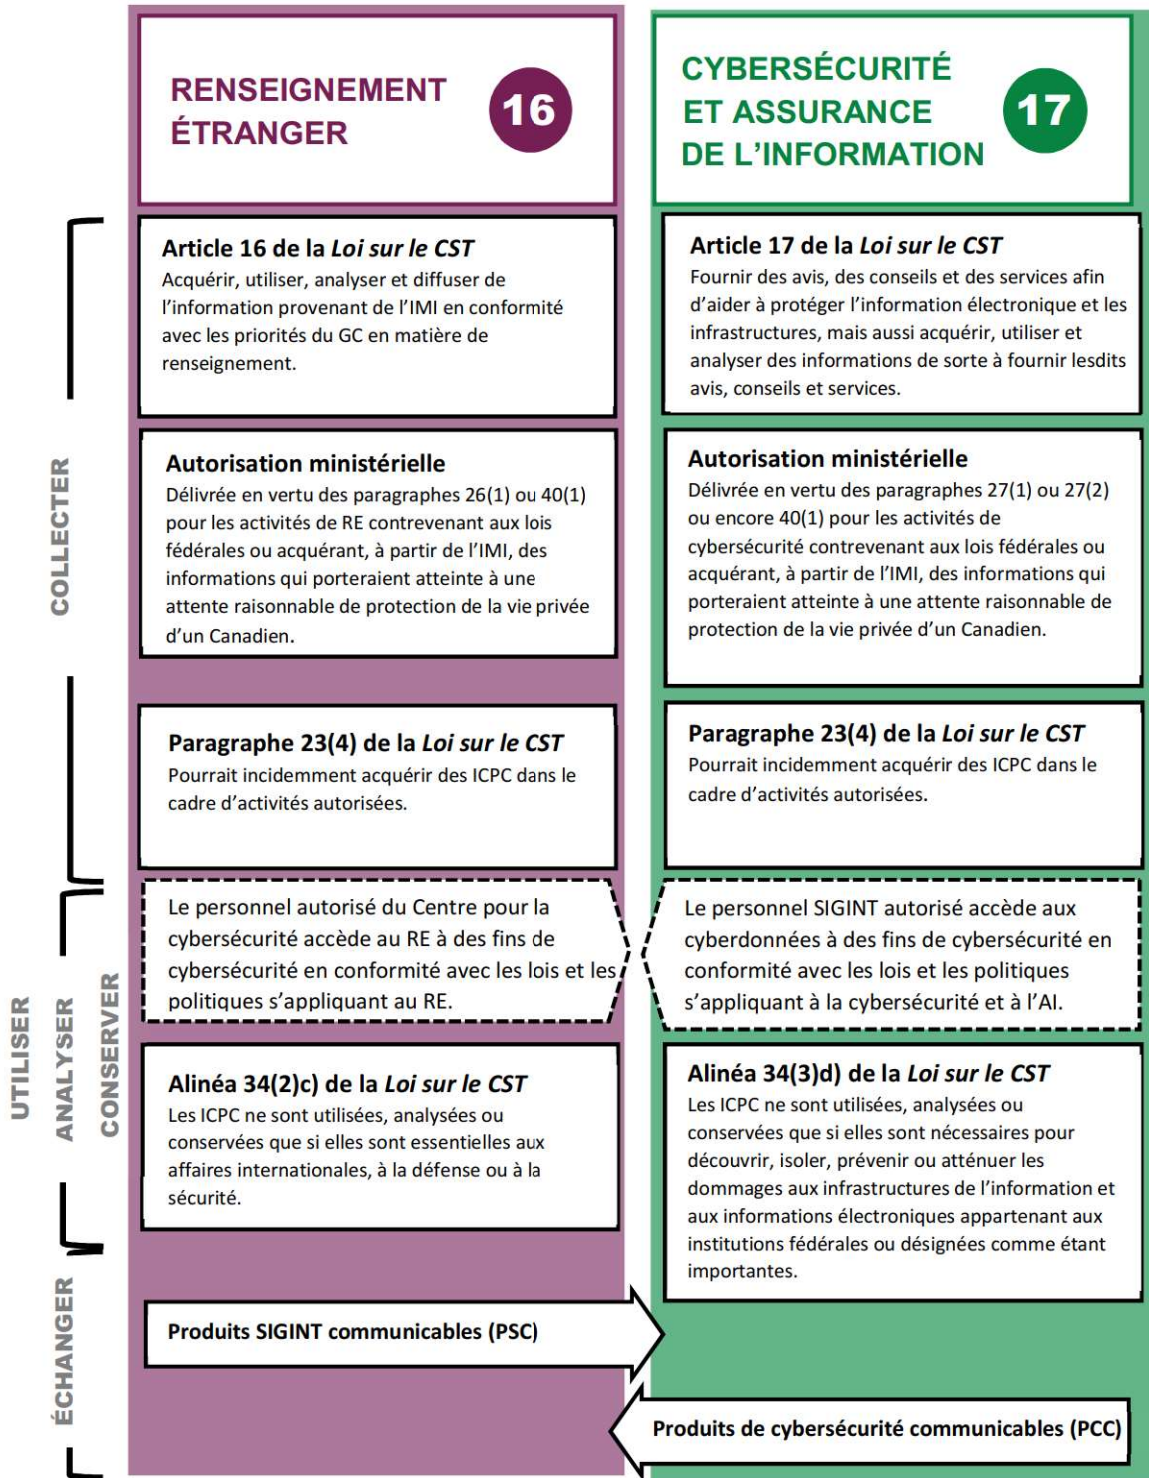 RENSEIGNEMENT
ÉTRANGER
16
CYBERSÉCURITÉ
ET ASSURANCE
DE L’INFORMATION
17
COLLECTER
Article 16 de la Loi sur le CST
Acquérir, utiliser, analyser et diffuser de
l’information provenant de l’IMI en conformité
avec les priorités du GC en matière de
renseignement.
Article 17 de la Loi sur le CST
Fournir des avis, des conseils et des services afin
d’aider à protéger l’information électronique et les
infrastructures, mais aussi acquérir, utiliser et
analyser des informations de sorte à fournir lesdits
avis, conseils et services.
Autorisation ministérielle
Délivrée en vertu des paragraphes 26(1) ou 40(1)
pour les activités de RE contrevenant aux lois
fédérales ou acquérant, à partir de l’IMI, des
informations qui porteraient atteinte à une
attente raisonnable de protection de la vie privée
d’un Canadien.
Autorisation ministérielle
Délivrée en vertu des paragraphes 27(1) ou 27(2)
ou encore 40(1) pour les activités de
cybersécurité contrevenant aux lois fédérales ou
acquérant, à partir de l’IMI, des informations qui
porteraient atteinte à une attente raisonnable de
protection de la vie privée d’un Canadien.
Paragraphe 23(4) de la Loi sur le CST
Pourrait incidemment acquérir des ICPC dans le
cadre d’activités autorisées.
Paragraphe 23(4) de la Loi sur le CST
Pourrait incidemment acquérir des ICPC dans le
cadre d’activités autorisées.
UTILISER
ANALYSER
CONSERVER
Le personnel autorisé du Centre pour la
cybersécurité accède au RE à des fins de
cybersécurité en conformité avec les lois et les
politiques s’appliquant au RE.
Le personnel SIGINT autorisé accède aux
cyberdonnées à des fins de cybersécurité en
conformité avec les lois et les politiques
s’appliquant à la cybersécurité et à l’AI.
Alinéa 34(2)c) de la Loi sur le CST
Les ICPC ne sont utilisées, analysées ou
conservées que si elles sont essentielles aux
affaires internationales, à la défense ou à la
sécurité.
Alinéa 34(3)d) de la Loi sur le CST
Les ICPC ne sont utilisées, analysées ou
conservées que si elles sont nécessaires pour
découvrir, isoler, prévenir ou atténuer les
dommages aux infrastructures de l’information et
aux informations électroniques appartenant aux
institutions fédérales ou désignées comme étant
importantes.
ÉCHANGER
Produits SIGINT communicables (PSC)
Produits de cybersécurité communicables (PCC)